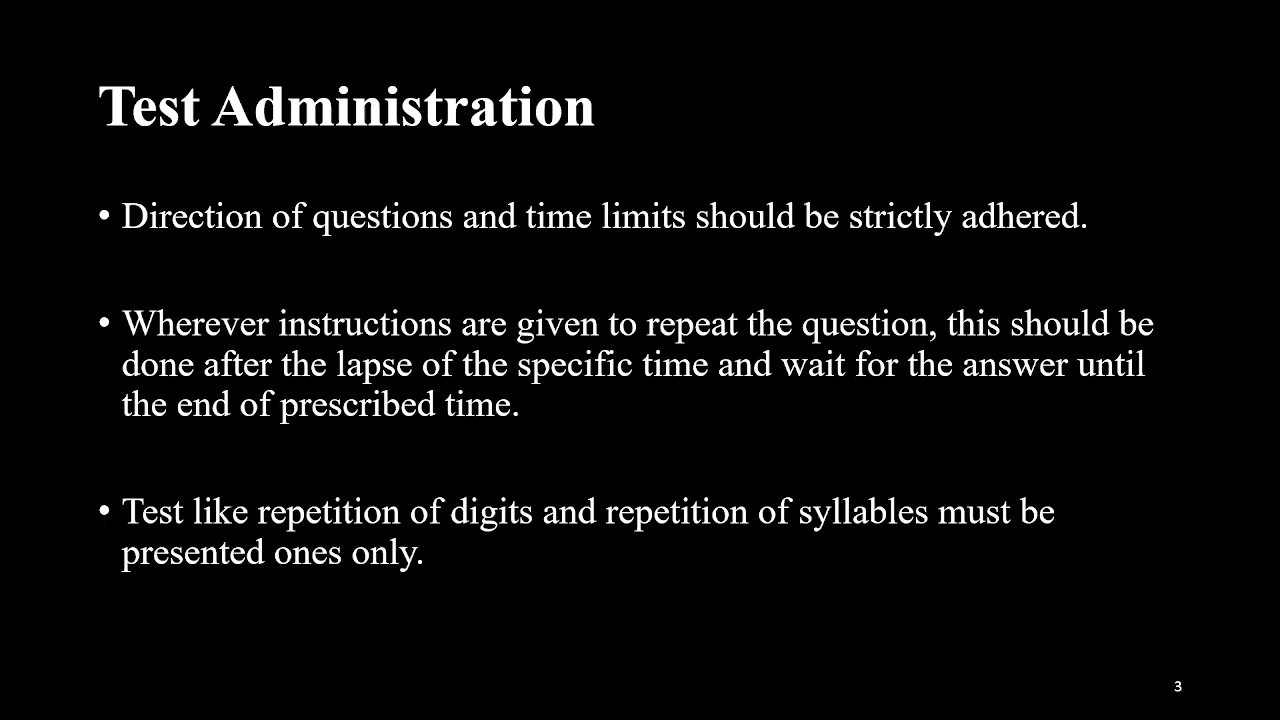 Test Administration
• Direction of questions and time limits should be strictly adhered.
• Wherever instructions are given to repeat the question, this should be
done after the lapse of the specific time and wait for the answer until
the end of prescribed time.
• Test like repetition of digits and repetition of syllables must be
presented ones only.
3